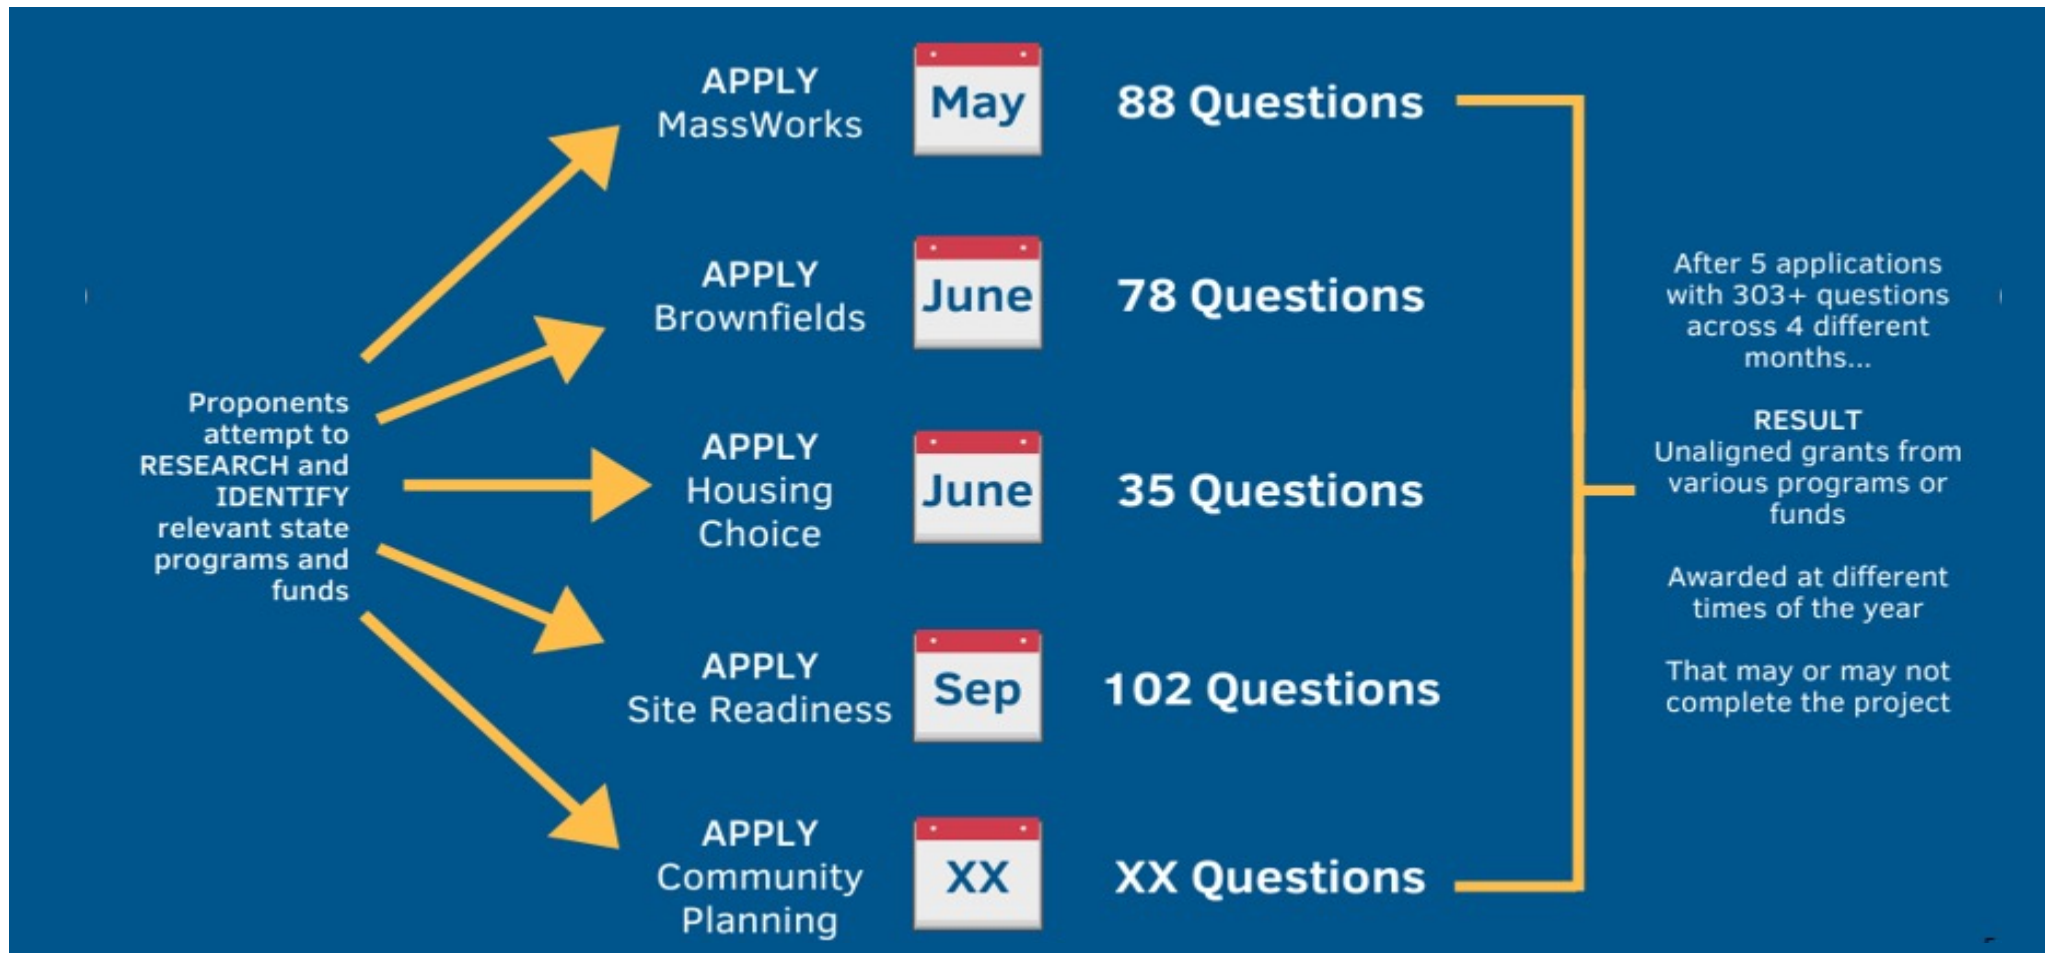 Proponents
attempt to
RESEARCH and
IDENTIFY
relevant state
programs and
funds
APPLY
MassWorks
May
88 Questions
APPLY
Brownfields
June
78 Questions
APPLY
Housing
Choice
June
35 Questions
APPLY
Site Readiness
Sep
102 Questions
APPLY
Community
Planning
XX
XX Questions
After 5 applications
with 303+ questions
across 4 different
months...
RESULT
Unaligned grants from
various programs or
funds
Awarded at different
times of the year
That may or may not
complete the project